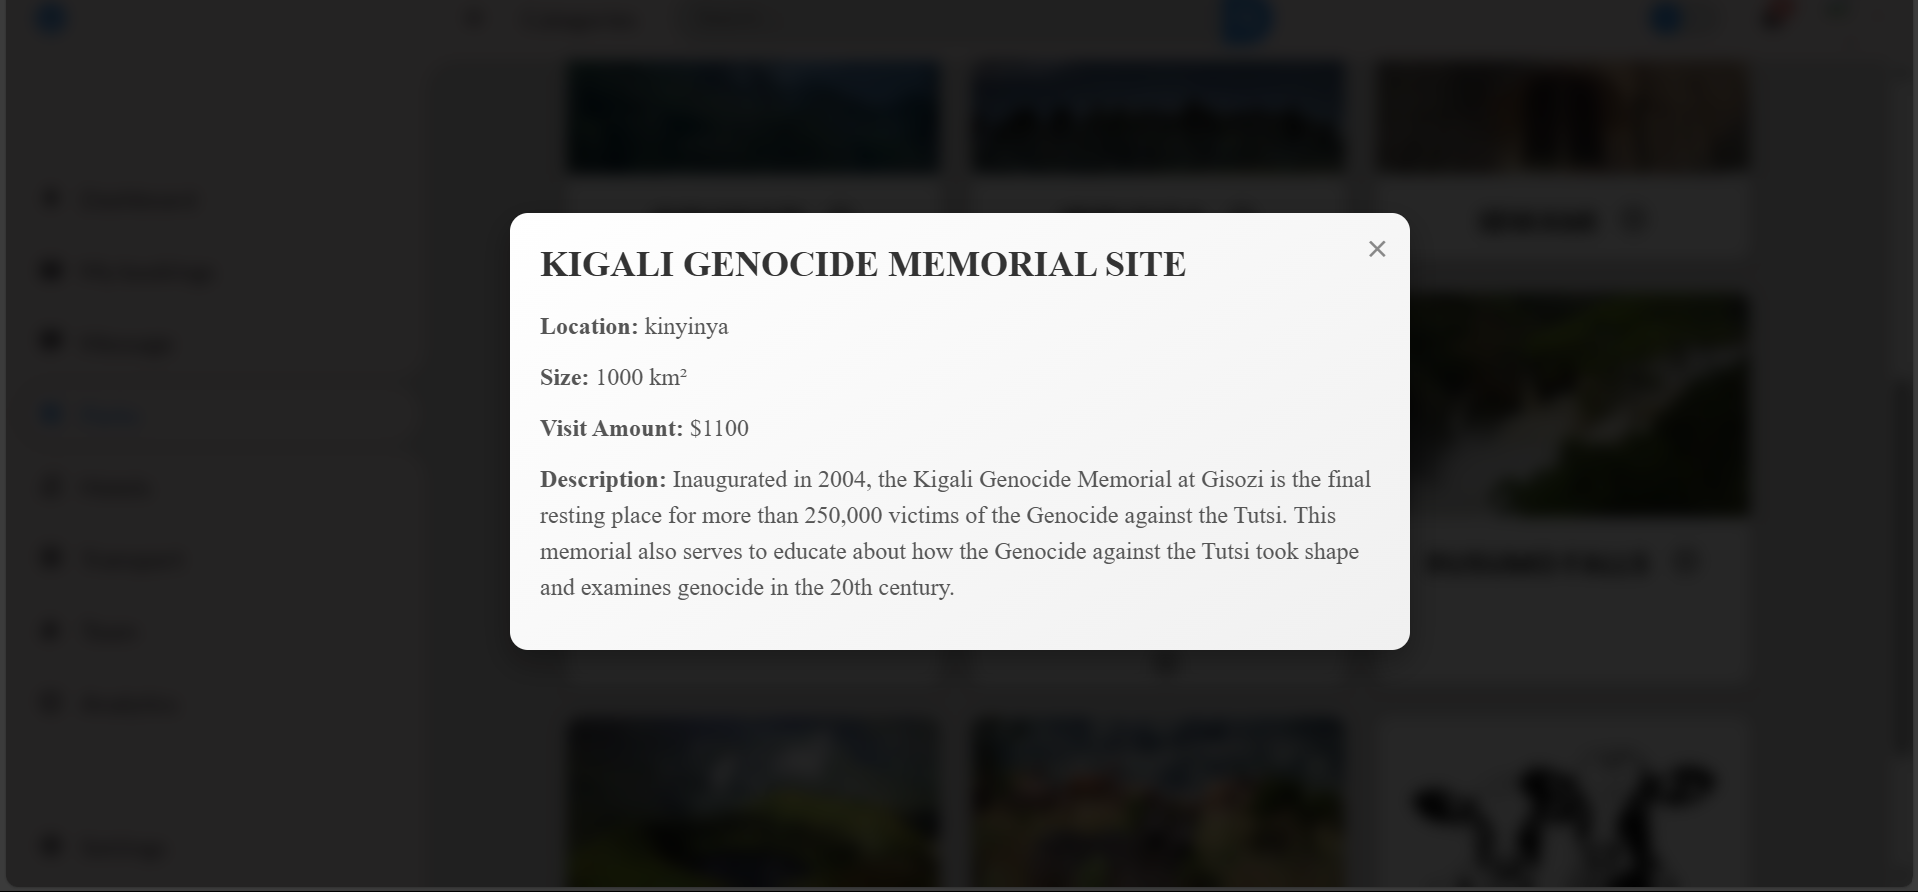 KIGALI GENOCIDE MEMORIAL SITE
Location: kinyinya
Size: 1000 km²
Visit Amount: $1100
Description: Inaugurated in 2004, the Kigali Genocide Memorial at Gisozi is the final
resting place for more than 250,000 victims of the Genocide against the Tutsi. This
memorial also serves to educate about how the Genocide against the Tutsi took shape
and examines genocide in the 20th century.